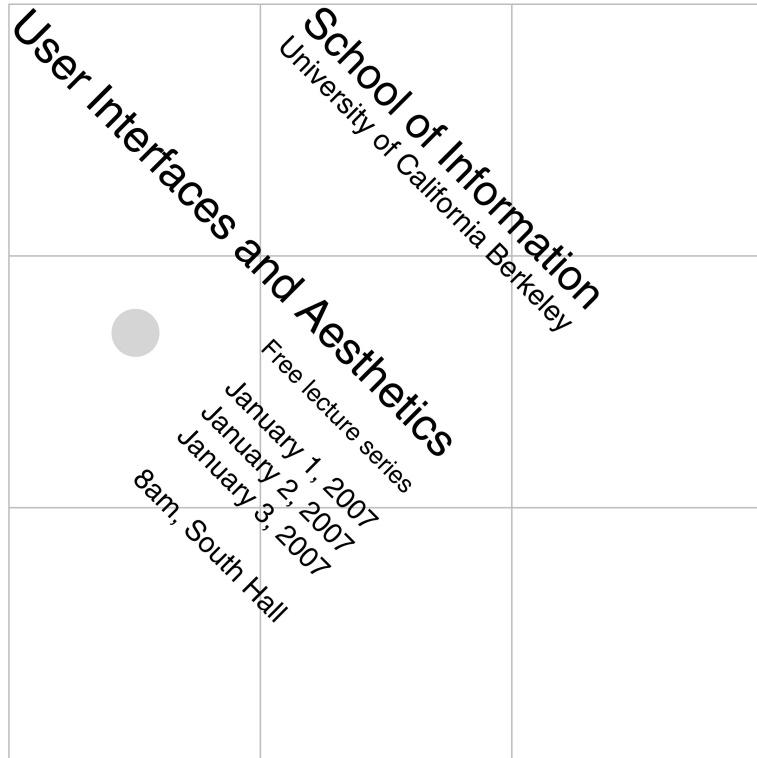 School of Information
University of California Berkeley
User Interfaces and Aesthetics
Free lecture series
January 1, 2007
January 2, 2007
January 3, 2007
8am, South Hall